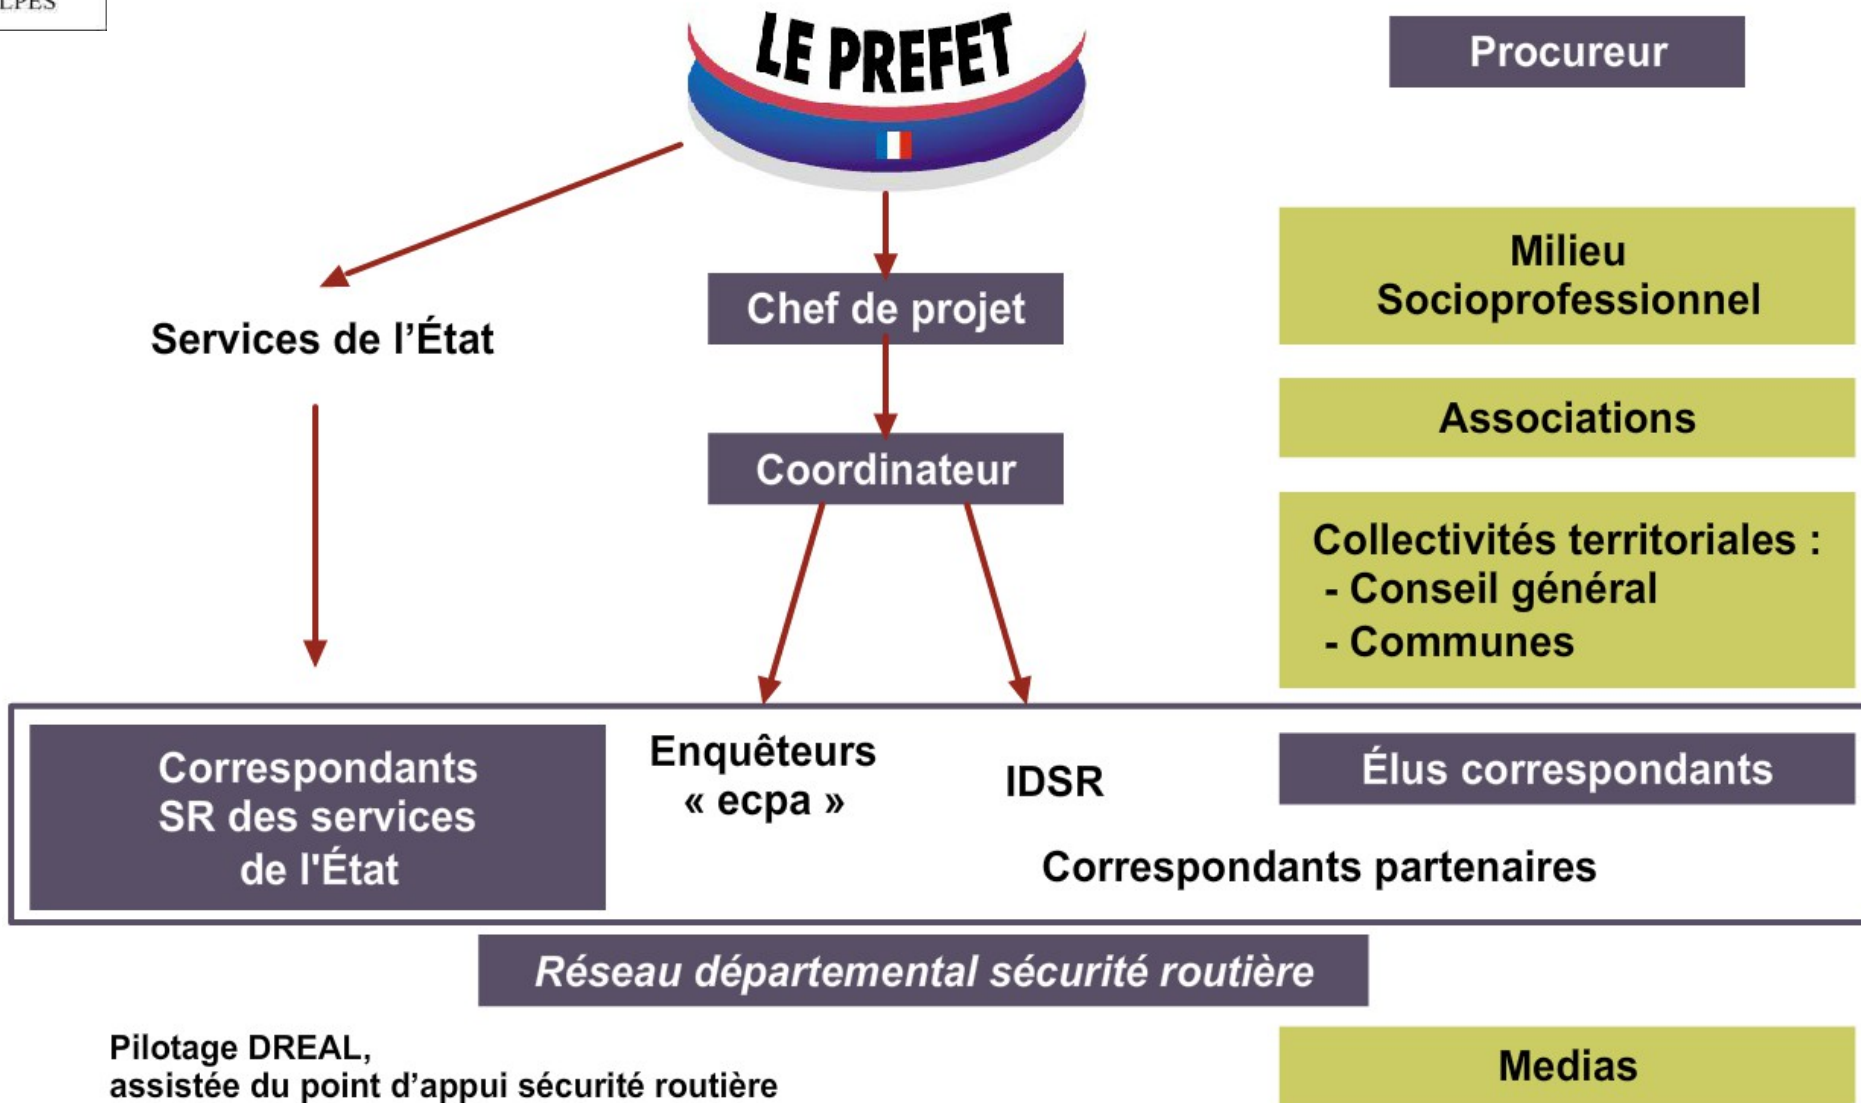 LE PREFET
Procureur
Milieu
Socioprofessionnel
Chef de projet
Services de l’État
Associations
Coordinateur
Collectivités territoriales :
- Conseil général
- Communes
Correspondants
SR des services
de l'État
Enquêteurs
« ecpa »
IDSR
Élus correspondants
Correspondants partenaires
Réseau départemental sécurité routière
Pilotage DREAL,
assistée du point d’appui sécurité routière
Medias